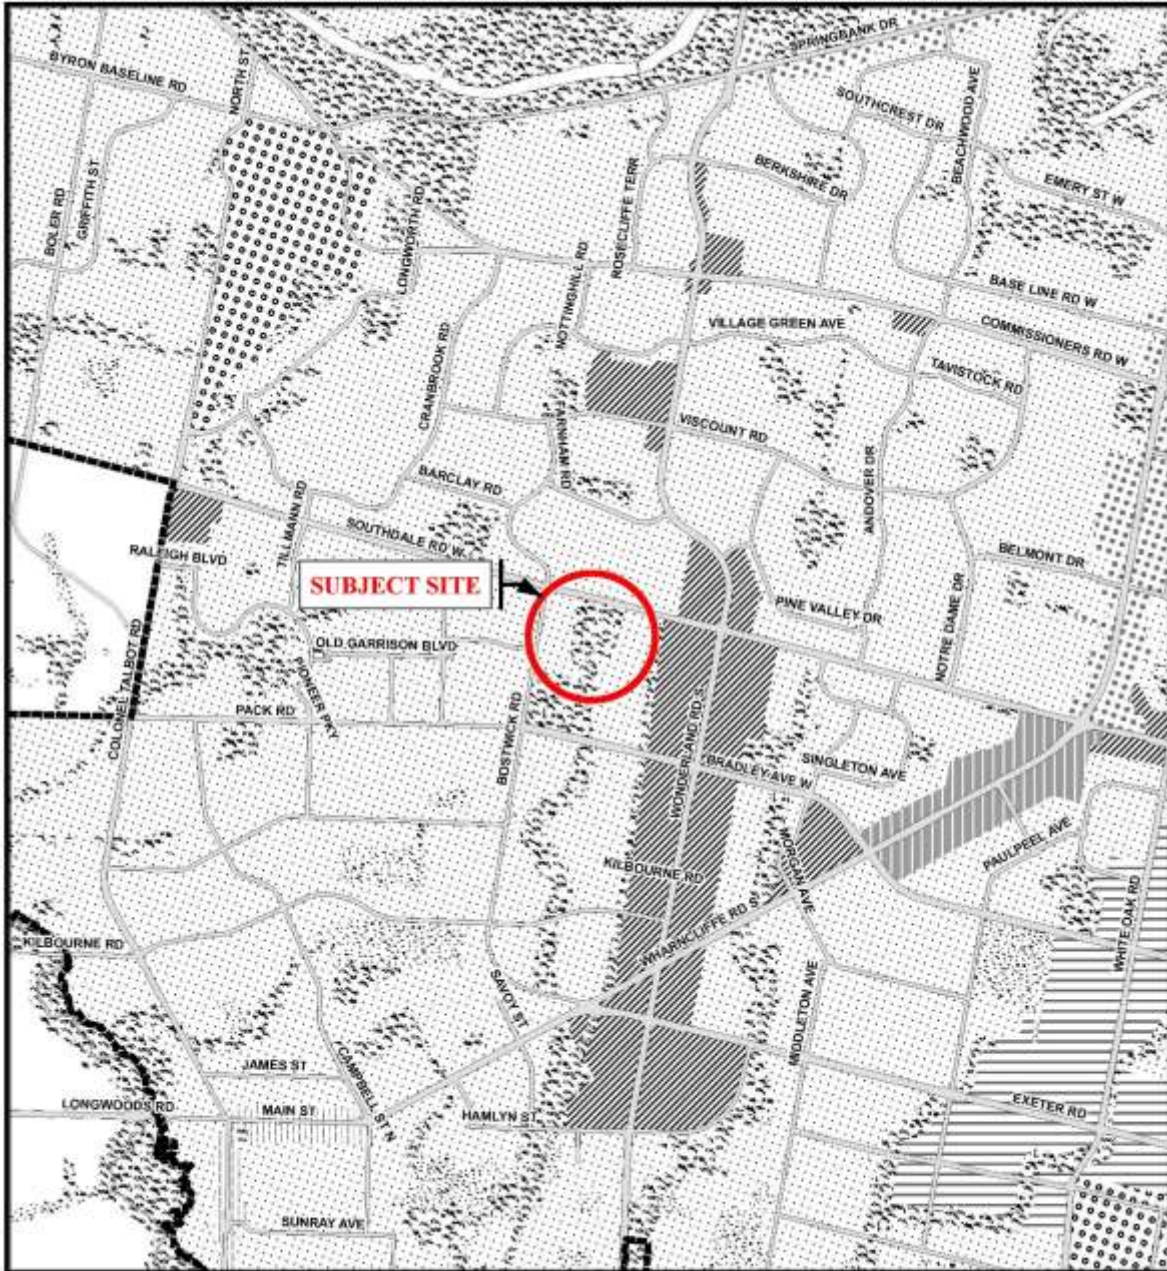 SPRINGBANK DR
BYRON BASELINE RD
NORTH ST
SOUTHCREST DR
BEACHWOOD AVE
BERKSHIRE DR
EMERY ST W
BOLER RD
GRIFFITH ST
LONGWORTH RD
ROSECLIFFE TERR
NOTTINGHILL RD
BASE LINE RD W
COMMISSIONERS RD W
VILLAGE GREEN AVE
CRANBROOK RD
TAVISTOCK RD
FARNHAM RD
VISCOUNT RD
ANDOVER DR
BARCLAY RD
TILLMANN RD
SOUTHDALE RD W
RALEIGH BLVD
BELMONT DR
SUBJECT SITE
PINE VALLEY DR
NOTRE DAME DR
OLD GARRISON BLVD
COLONEL TALBOT RD
PIONEER PKY
PACK RD
BOSTWICK RD
WONDERLAND RD S
BRADLEY AVE W
SINGLETON AVE
MORGAN AVE
PAULPEEL AVE
KILBOURNE RD
WHARNCLIFFE RD S
WHITE OAK RD
KILBOURNE RD
SAVOY ST
MIDDLETON AVE
JAMES ST
CAMPBELL ST N
LONGWOODS RD
MAIN ST
HAMLYN ST
EXETER RD
SUNRAY AVE